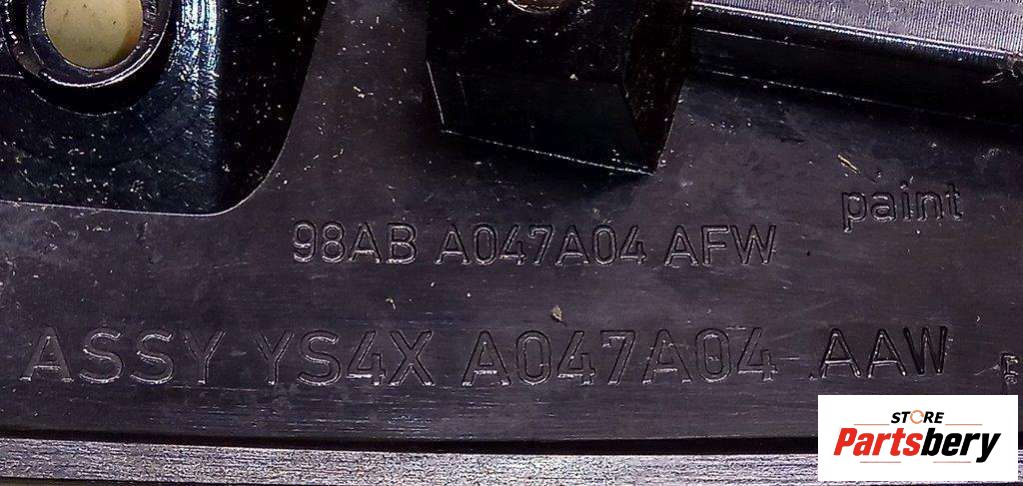 paint
98AB A047A04 AFW
ASSY YS4X A047A04 AAW
STORE
Partsbery